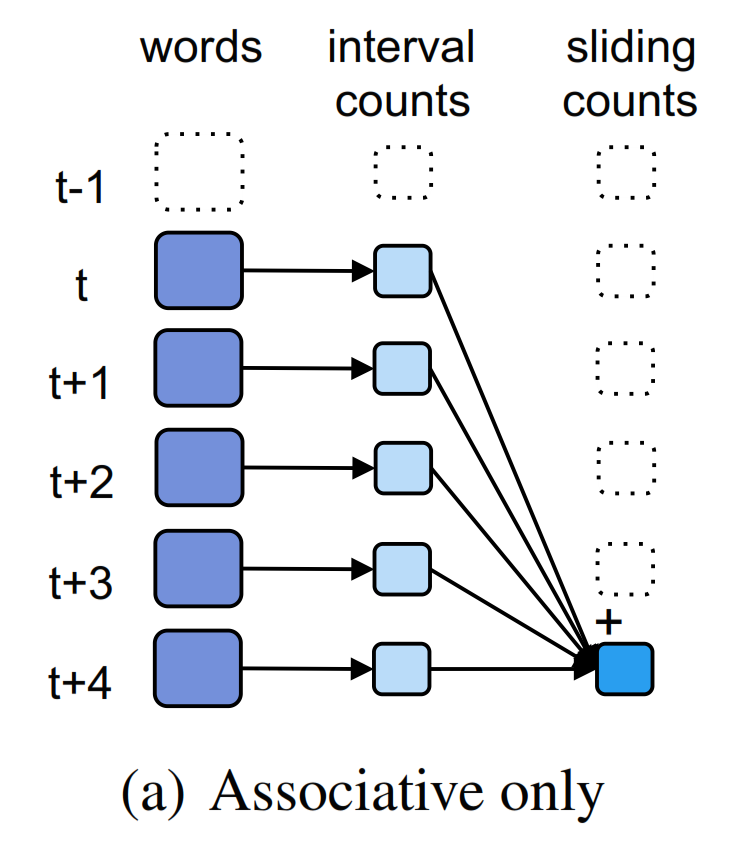 words interval sliding
counts counts
t-1
t
t+1
t+2
t+3
+
t+4
(a) Associative only